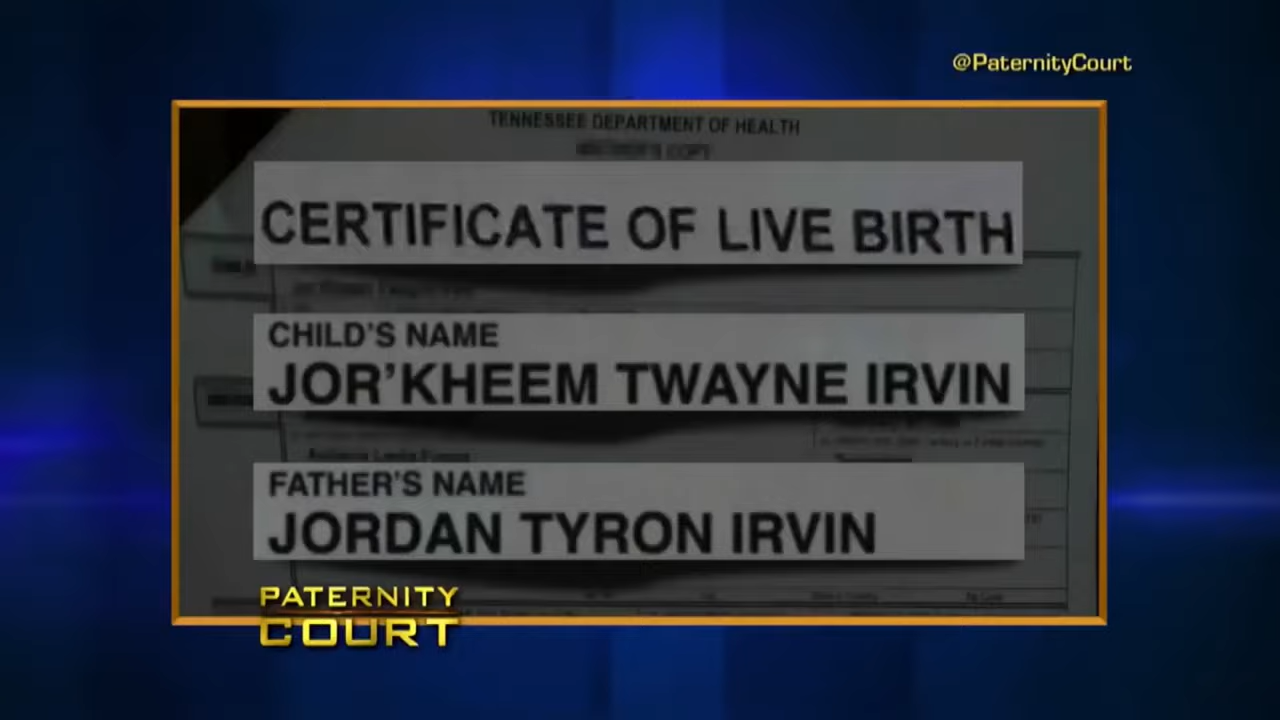 @PaternityCourt
TENNESSEE DEPARTMENT OF HEALTH
CERTIFICATE OF LIVE BIRTH
CHILD'S NAME
JOR'KHEEM TWAYNE IRVIN
FATHER'S NAME
JORDAN TYRON IRVIN
PATERNITY
COURT